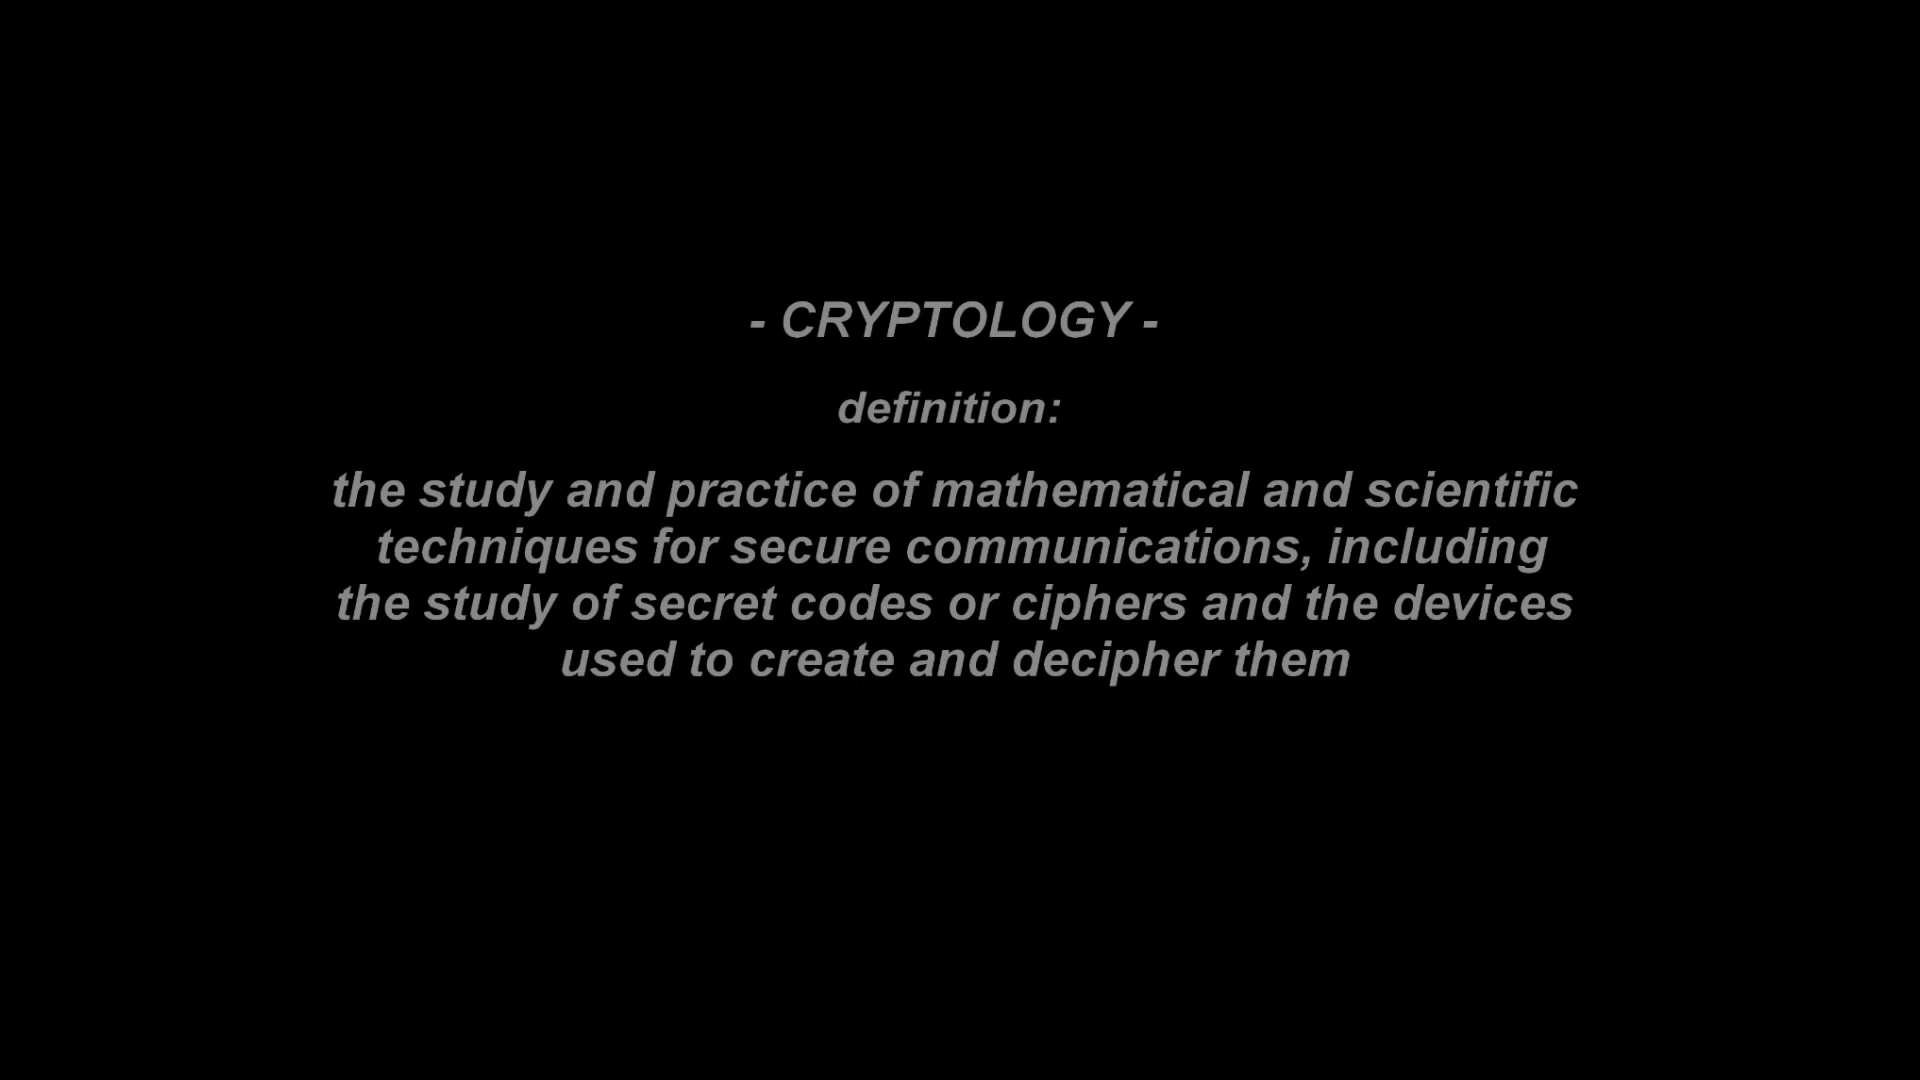 - CRYPTOLOGY -
definition:
the study and practice of mathematical and scientific
techniques for secure communications, including
the study of secret codes or ciphers and the devices
used to create and decipher them